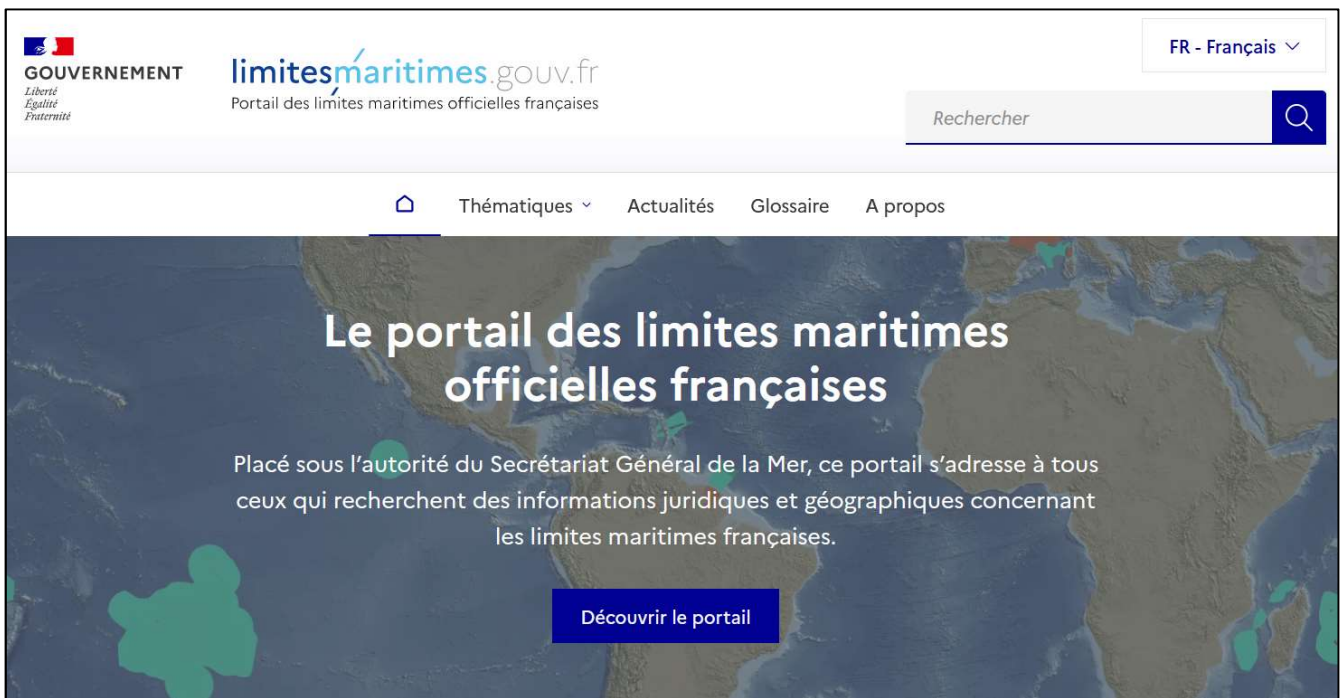 GOUVERNEMENT
Liberté
Égalité
Fraternité
limitesmaritimes.gouv.fr
Portail des limites maritimes officielles françaises
FR - Français
Rechercher
Thématiques
Actualités
Glossaire
A propos
Le portail des limites maritimes
officielles françaises
Placé sous l’autorité du Secrétariat Général de la Mer, ce portail s’adresse à tous
ceux qui recherchent des informations juridiques et géographiques concernant
les limites maritimes françaises.
Découvrir le portail